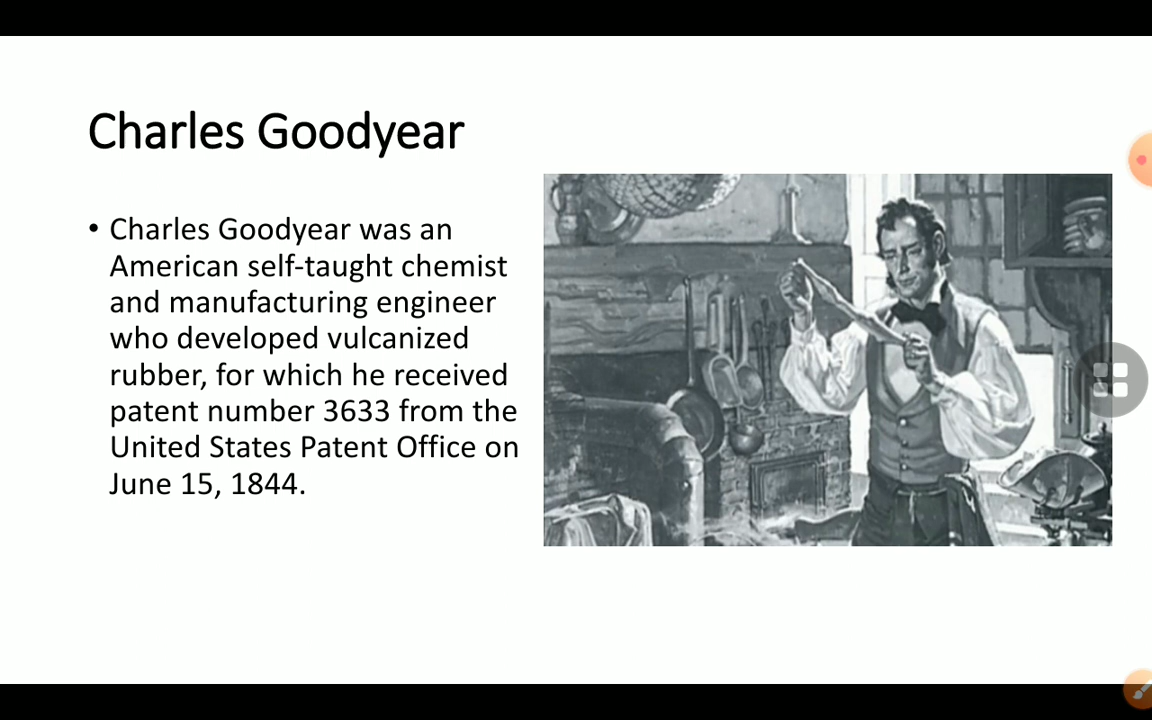 Charles Goodyear
• Charles Goodyear was an
American self-taught chemist
and manufacturing engineer
who developed vulcanized
rubber, for which he received
patent number 3633 from the
United States Patent Office on
June 15, 1844.